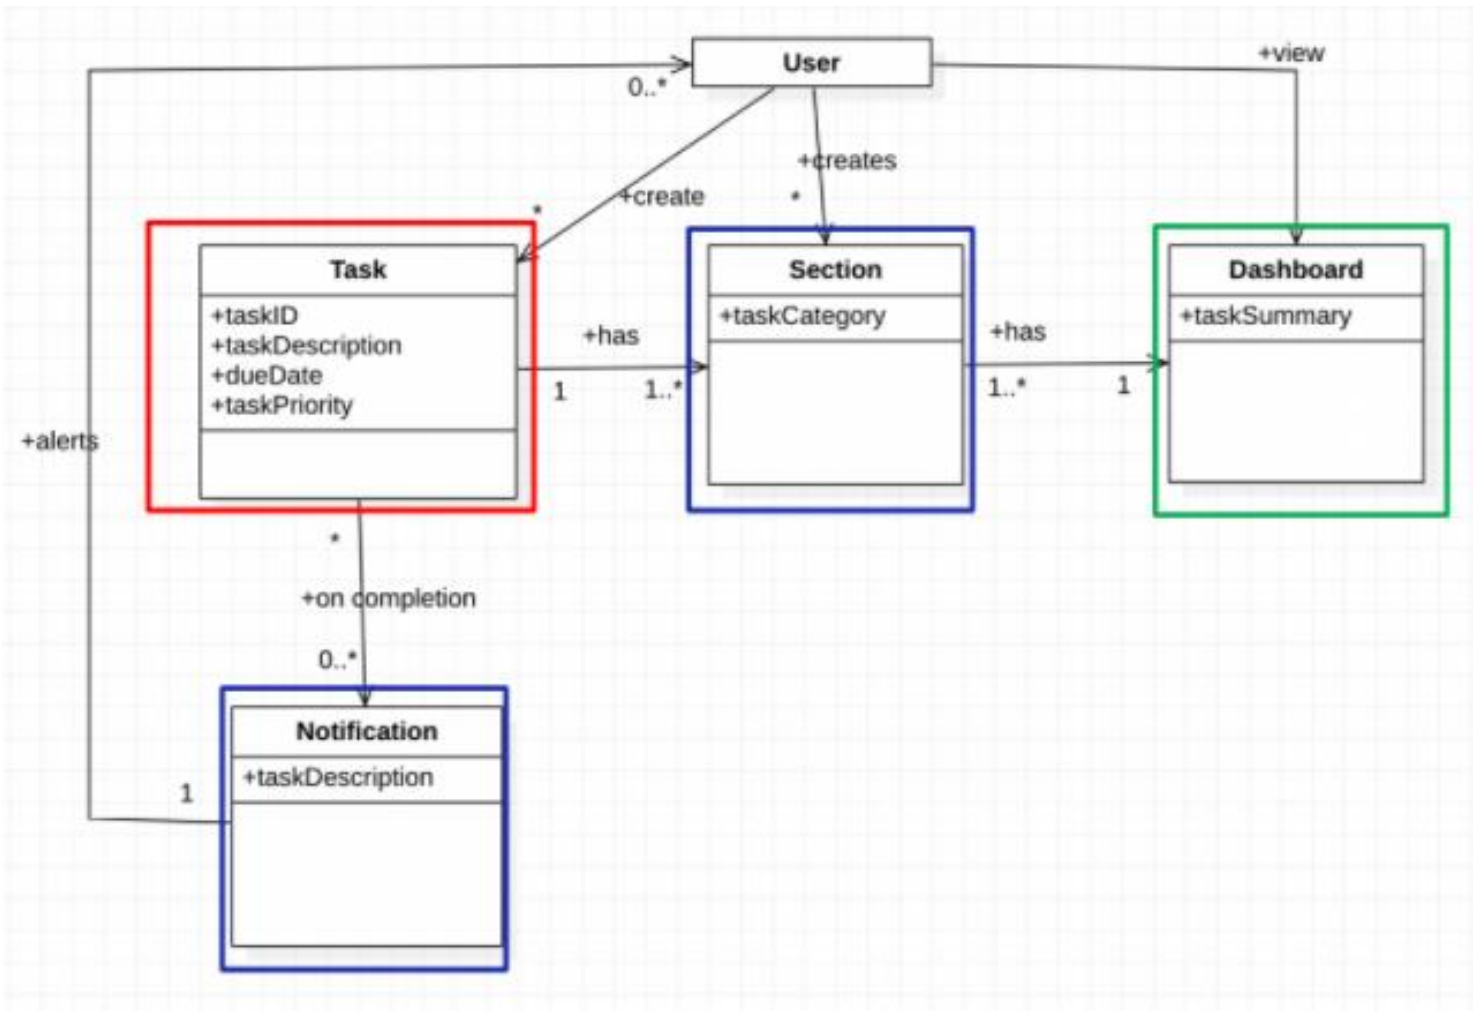 User
+view
0..*
+creates
+create
*
*
Task
+taskID
+taskDescription
+dueDate
+taskPriority
Section
+taskCategory
Dashboard
+taskSummary
+has
1
1..*
+has
1..*
1
+alerts
*
+on completion
0..*
Notification
+taskDescription
1